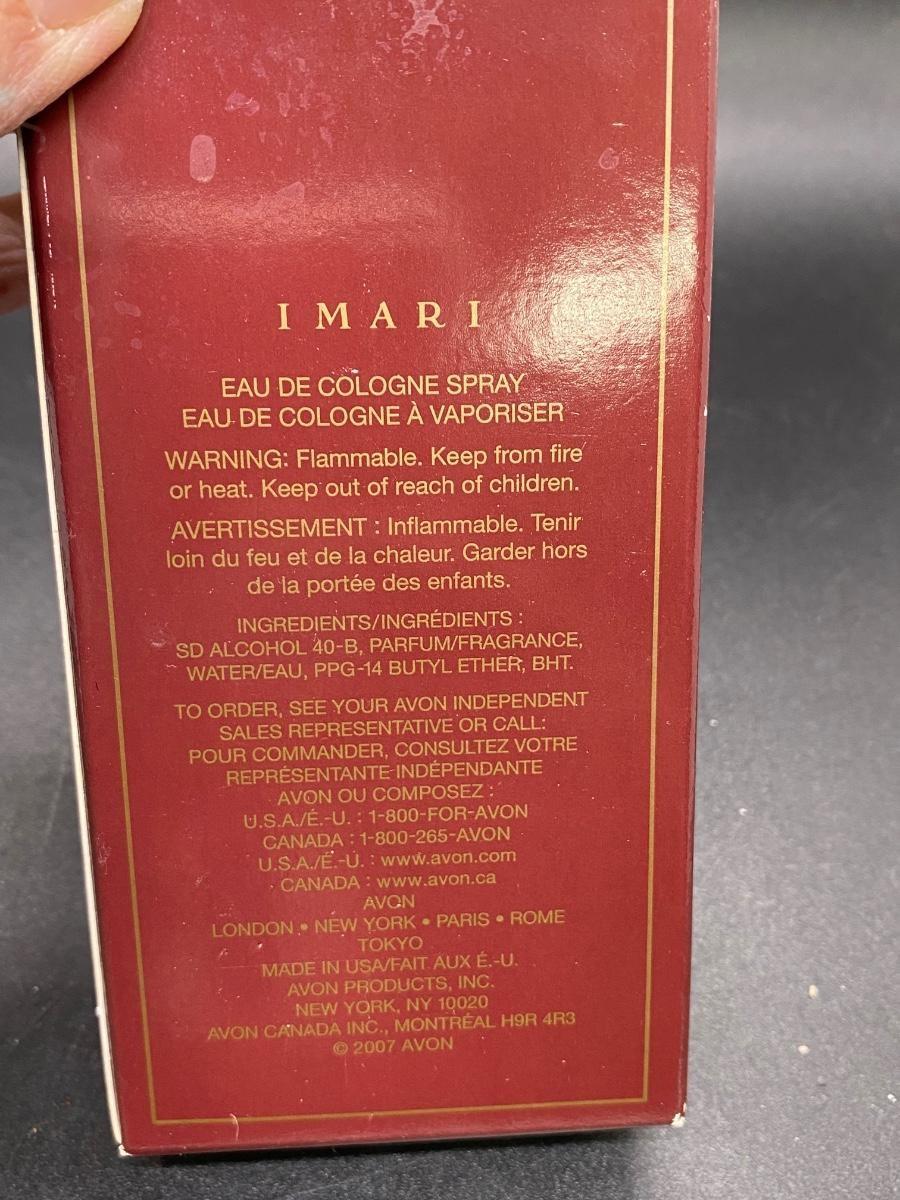 IMARI
EAU DE COLOGNE SPRAY
EAU DE COLOGNE À VAPORISER
WARNING: Flammable. Keep from fire
or heat. Keep out of reach of children.
AVERTISSEMENT : Inflammable. Tenir
loin du feu et de la chaleur. Garder hors
de la portée des enfants.
INGREDIENTS/INGRÉDIENTS :
SD ALCOHOL 40-B, PARFUM/FRAGRANCE,
WATER/EAU, PPG-14 BUTYL ETHER, BHT.
TO ORDER, SEE YOUR AVON INDEPENDENT
SALES REPRESENTATIVE OR CALL:
POUR COMMANDER, CONSULTEZ VOTRE
REPRÉSENTANTE INDÉPENDANTE
AVON OU COMPOSEZ :
U.S.A./É.-U. : 1-800-FOR-AVON
CANADA : 1-800-265-AVON
U.S.A./É.-U. : www.avon.com
CANADA : www.avon.ca
AVON
LONDON • NEW YORK • PARIS • ROME
TOKYO
MADE IN USA/FAIT AUX É.-U.
AVON PRODUCTS, INC.
NEW YORK, NY 10020
AVON CANADA INC., MONTRÉAL H9R 4R3
© 2007 AVON